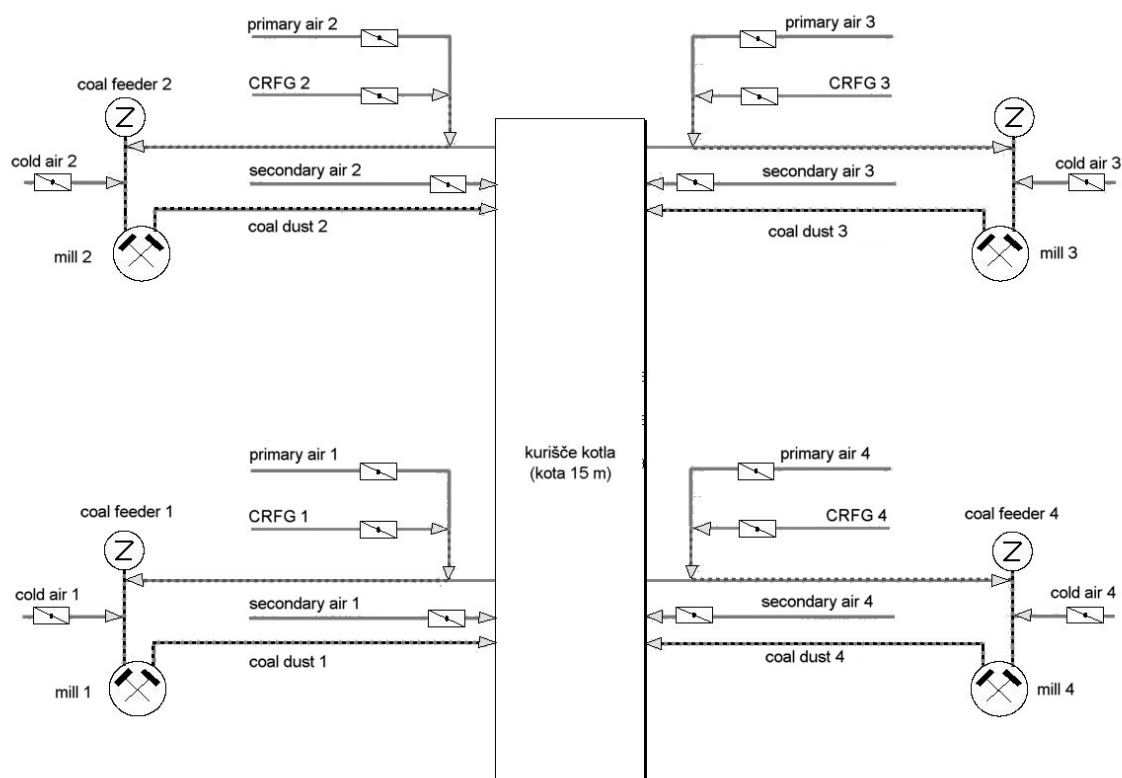 primary air 2
primary air 3
CRFG 2
CRFG 3
coal feeder 2
Z
Z
cold air 2
cold air 3
secondary air 2
secondary air 3
coal dust 2
coal dust 3
mill 2
mill 3
kurišče kotla
(kota 15 m)
primary air 1
primary air 4
CRFG 1
CRFG 4
coal feeder 1
coal feeder 4
Z
Z
cold air 1
cold air 4
secondary air 1
secondary air 4
coal dust 1
coal dust 4
mill 1
mill 4